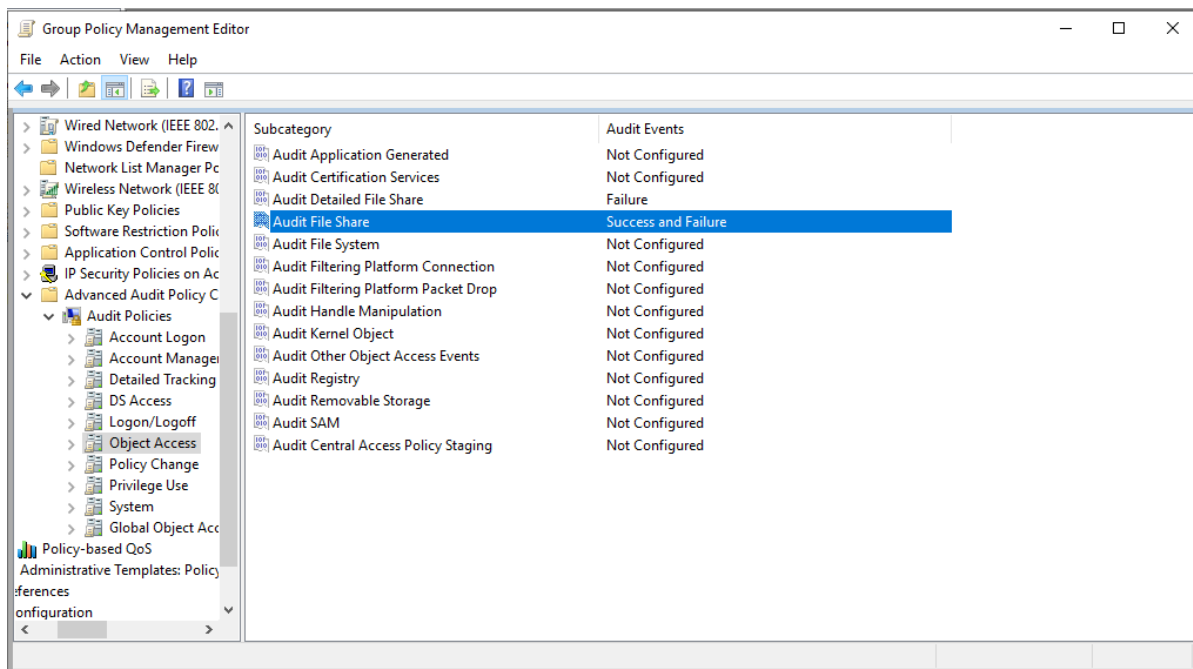 Group Policy Management Editor
File Action View Help
Wired Network (IEEE 802.
Windows Defender Firew
Network List Manager Pc
Wireless Network (IEEE 8(
Public Key Policies
Software Restriction Polic
Application Control Polic
IP Security Policies on Ac
Advanced Audit Policy C
Audit Policies
Account Logon
Account Manager
Detailed Tracking
DS Access
Logon/Logoff
Object Access
Policy Change
Privilege Use
System
Global Object Acc
Policy-based QoS
Administrative Templates: Policy
eferences
onfiguration
Subcategory Audit Events
Audit Application Generated Not Configured
Audit Certification Services Not Configured
Audit Detailed File Share Failure
Audit File Share Success and Failure
Audit File System Not Configured
Audit Filtering Platform Connection Not Configured
Audit Filtering Platform Packet Drop Not Configured
Audit Handle Manipulation Not Configured
Audit Kernel Object Not Configured
Audit Other Object Access Events Not Configured
Audit Registry Not Configured
Audit Removable Storage Not Configured
Audit SAM Not Configured
Audit Central Access Policy Staging Not Configured